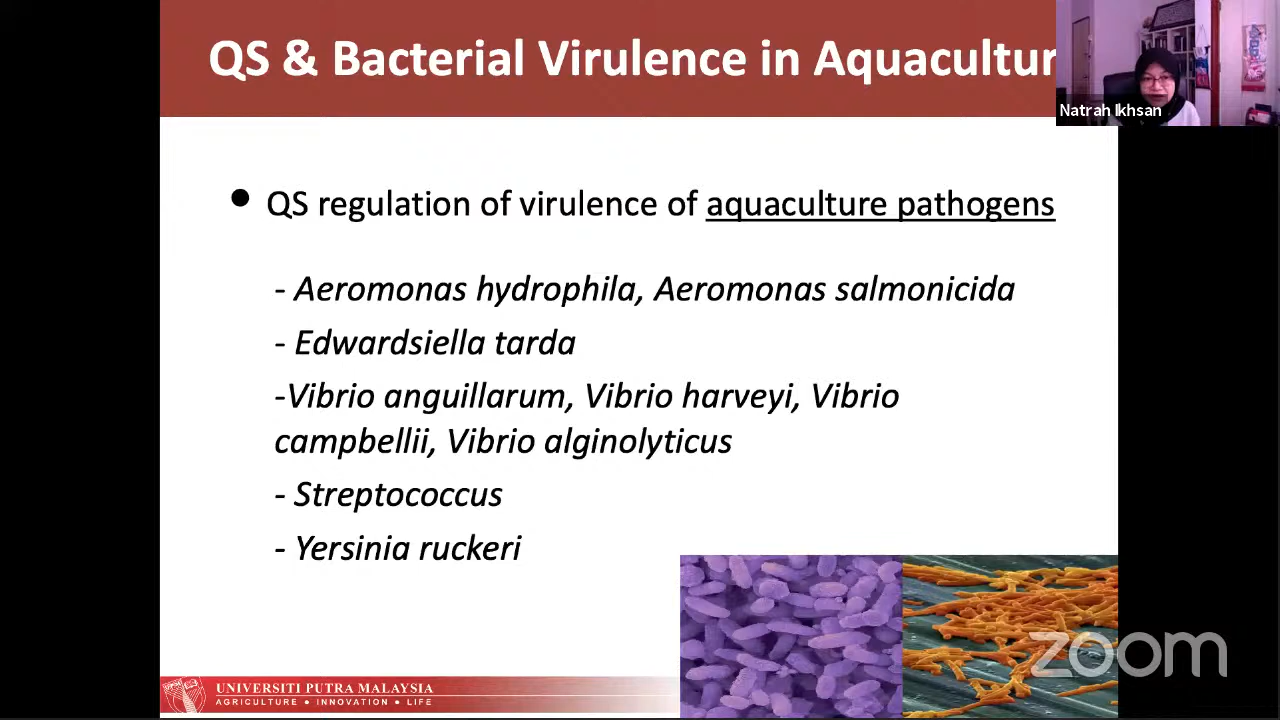 QS & Bacterial Virulence in Aquacultur
Natrah Ikhsan
• QS regulation of virulence of aquaculture pathogens
- Aeromonas hydrophila, Aeromonas salmonicida
- Edwardsiella tarda
-Vibrio anguillarum, Vibrio harveyi, Vibrio
campbellii, Vibrio alginolyticus
- Streptococcus
- Yersinia ruckeri
zoom
UNIVERSITI PUTRA MALAYSIA
AGRICULTURE • INNOVATION • LIFE